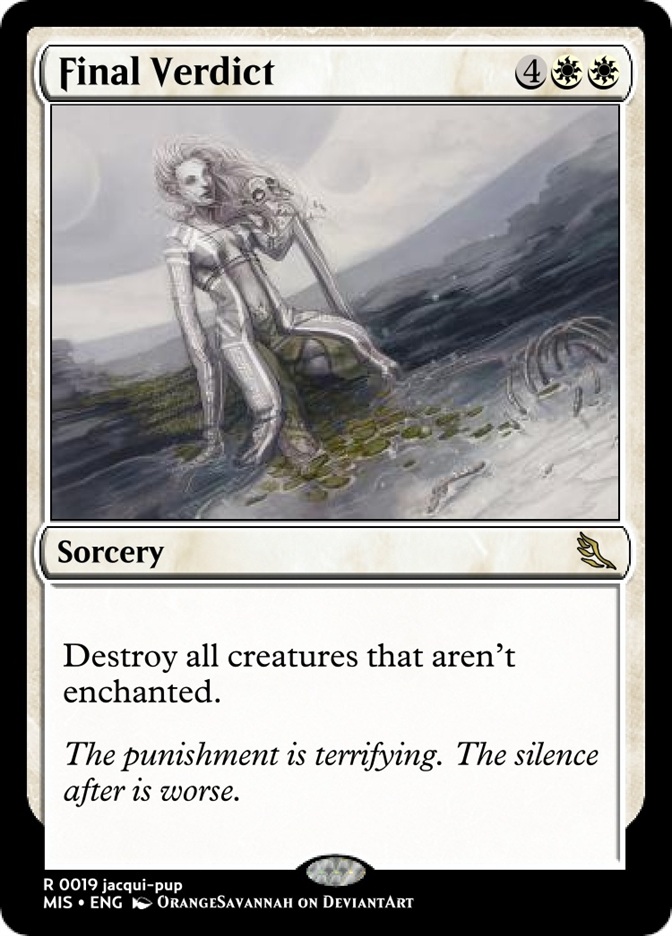 Final Verdict 4
Sorcery
Destroy all creatures that aren't
enchanted.
The punishment is terrifying. The silence
after is worse.
R 0019 jacqui-pup
MIS • ENG OrangeSavannah on DeviantArt